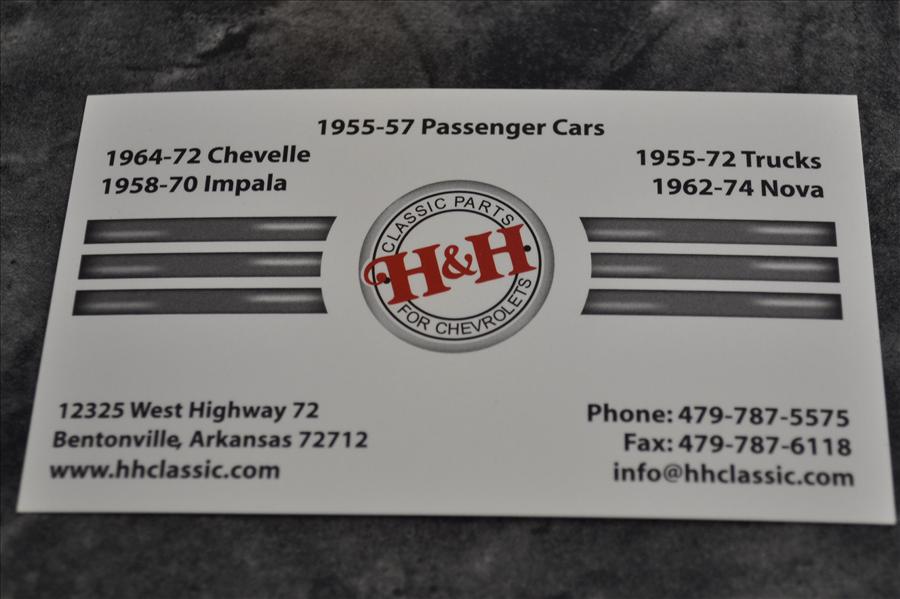 1955-57 Passenger Cars
1964-72 Chevelle
1958-70 Impala
1955-72 Trucks
1962-74 Nova
CLASSIC PARTS
H&H
FOR CHEVROLETS
12325 West Highway 72
Bentonville, Arkansas 72712
www.hhclassic.com
Phone: 479-787-5575
Fax: 479-787-6118
info@hhclassic.com